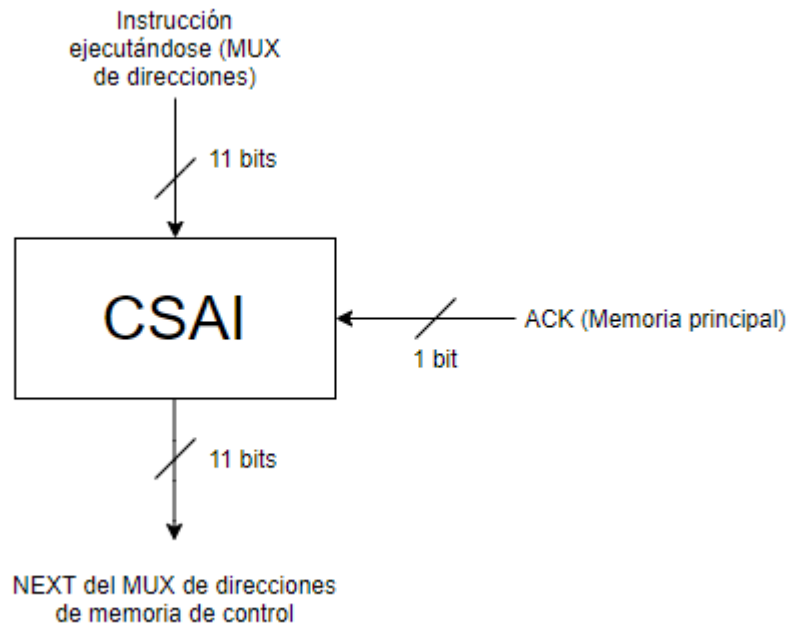 Instrucción
ejecutándose (MUX
de direcciones)
11 bits
CSAI
ACK (Memoria principal)
1 bit
11 bits
NEXT del MUX de direcciones
de memoria de control